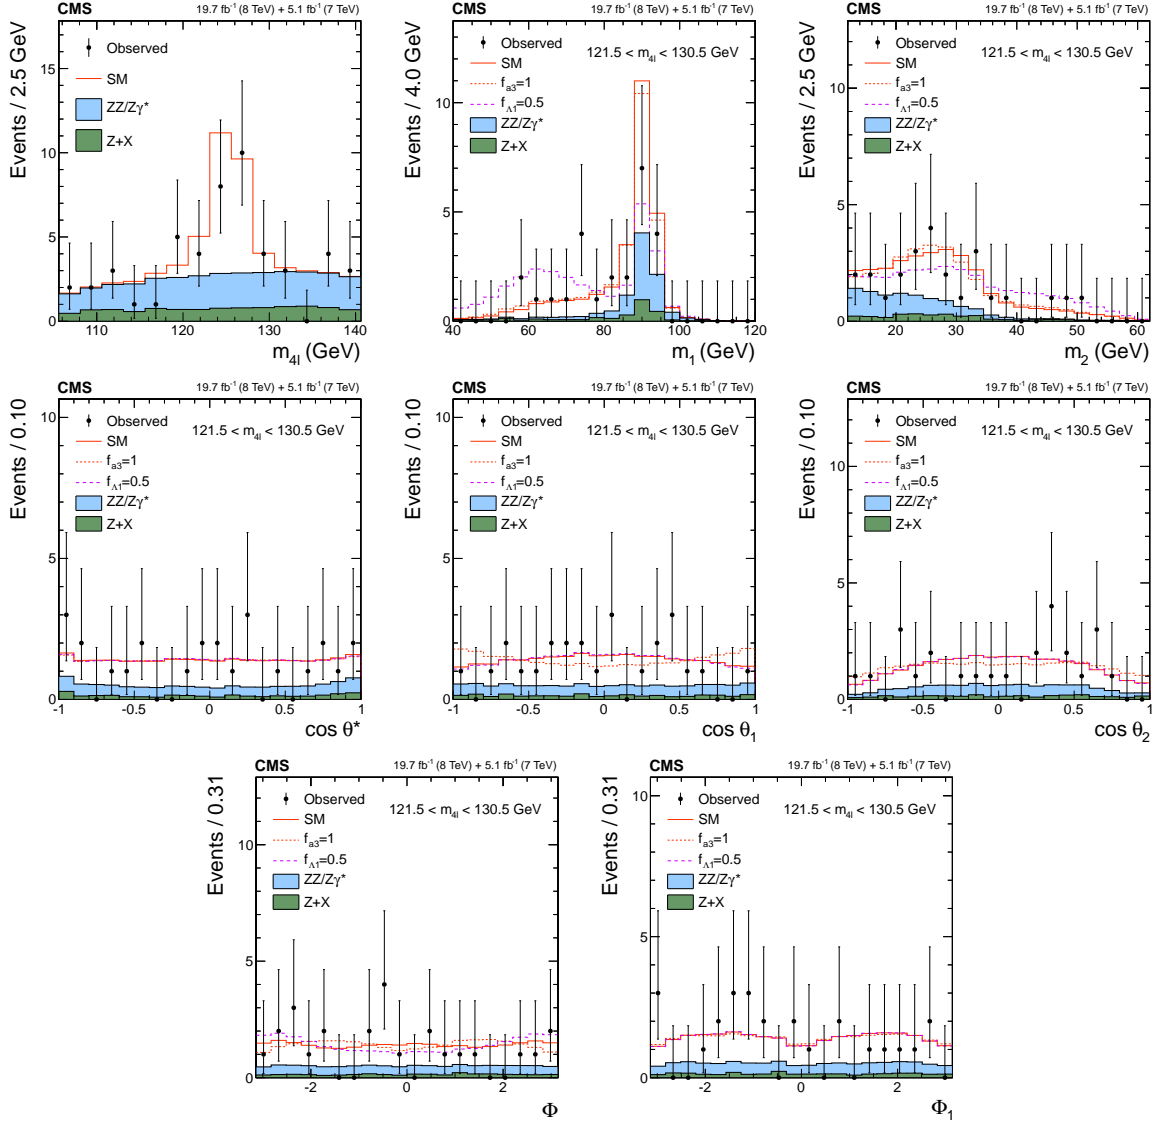 CMS 19.7 fb⁻¹ (8 TeV) + 5.1 fb⁻¹ (7 TeV)
Events / 2.5 GeV
Observed
SM
ZZ/Zγ*
Z+X
15
10
5
0
110 120 130 140
m₄ₗ (GeV)
CMS 19.7 fb⁻¹ (8 TeV) + 5.1 fb⁻¹ (7 TeV)
Events / 4.0 GeV
Observed
121.5 < m₄ₗ < 130.5 GeV
SM
f_a3=1
f_Λ1=0.5
ZZ/Zγ*
Z+X
10
5
0
40 60 80 100 120
m₁ (GeV)
CMS 19.7 fb⁻¹ (8 TeV) + 5.1 fb⁻¹ (7 TeV)
Events / 2.5 GeV
Observed
121.5 < m₄ₗ < 130.5 GeV
SM
f_a3=1
f_Λ1=0.5
ZZ/Zγ*
Z+X
10
5
0
20 30 40 50 60
m₂ (GeV)
CMS 19.7 fb⁻¹ (8 TeV) + 5.1 fb⁻¹ (7 TeV)
Events / 0.10
Observed
121.5 < m₄ₗ < 130.5 GeV
SM
f_a3=1
f_Λ1=0.5
ZZ/Zγ*
Z+X
10
5
0
-1 -0.5 0 0.5 1
cos θ*
CMS 19.7 fb⁻¹ (8 TeV) + 5.1 fb⁻¹ (7 TeV)
Events / 0.10
Observed
121.5 < m₄ₗ < 130.5 GeV
SM
f_a3=1
f_Λ1=0.5
ZZ/Zγ*
Z+X
10
5
0
-1 -0.5 0 0.5 1
cos θ₁
CMS 19.7 fb⁻¹ (8 TeV) + 5.1 fb⁻¹ (7 TeV)
Events / 0.10
Observed
121.5 < m₄ₗ < 130.5 GeV
SM
f_a3=1
f_Λ1=0.5
ZZ/Zγ*
Z+X
10
5
0
-1 -0.5 0 0.5 1
cos θ₂
CMS 19.7 fb⁻¹ (8 TeV) + 5.1 fb⁻¹ (7 TeV)
Events / 0.31
Observed
121.5 < m₄ₗ < 130.5 GeV
SM
f_a3=1
f_Λ1=0.5
ZZ/Zγ*
Z+X
10
5
0
-2 0 2
Φ
CMS 19.7 fb⁻¹ (8 TeV) + 5.1 fb⁻¹ (7 TeV)
Events / 0.31
Observed
121.5 < m₄ₗ < 130.5 GeV
SM
f_a3=1
f_Λ1=0.5
ZZ/Zγ*
Z+X
10
5
0
-2 0 2
Φ₁